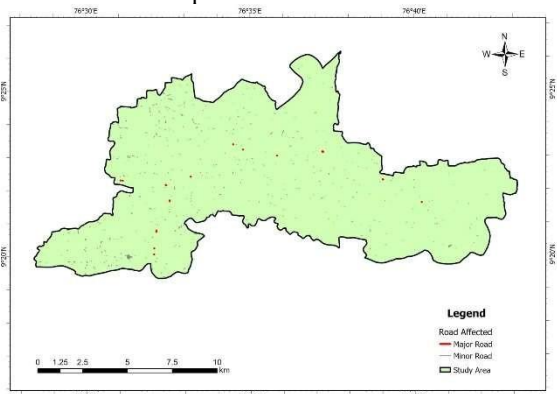 76°30'E 76°35'E 76°40'E
N
W E
S
9°25'N 9°25'N
9°20'N 9°20'N
Legend
Road Affected
Major Road
Minor Road
Study Area
0 1.25 2.5 5 7.5 10
km